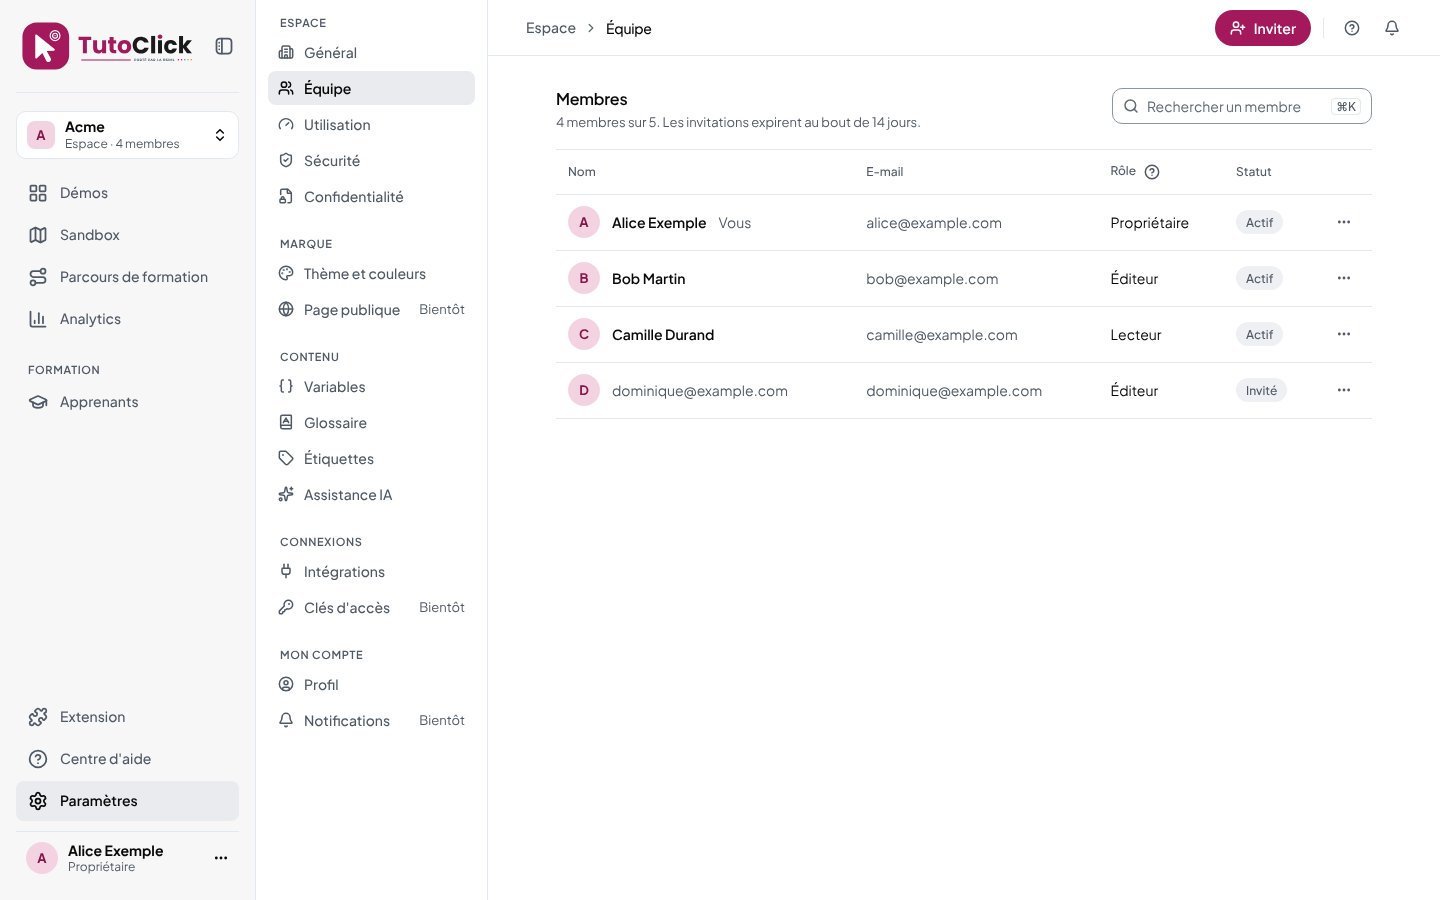 TutoClick
A
Acme
Espace · 4 membres
Démos
Sandbox
Parcours de formation
Analytics
FORMATION
Apprenants
Extension
Centre d'aide
Paramètres
A
Alice Exemple
Propriétaire
ESPACE
Général
Équipe
Utilisation
Sécurité
Confidentialité
MARQUE
Thème et couleurs
Page publique Bientôt
CONTENU
Variables
Glossaire
Étiquettes
Assistance IA
CONNEXIONS
Intégrations
Clés d'accès Bientôt
MON COMPTE
Profil
Notifications Bientôt
Espace > Équipe
Inviter
Membres
4 membres sur 5. Les invitations expirent au bout de 14 jours.
Rechercher un membre ⌘K
Nom E-mail Rôle Statut
A Alice Exemple Vous alice@example.com Propriétaire Actif
B Bob Martin bob@example.com Éditeur Actif
C Camille Durand camille@example.com Lecteur Actif
D dominique@example.com dominique@example.com Éditeur Invité